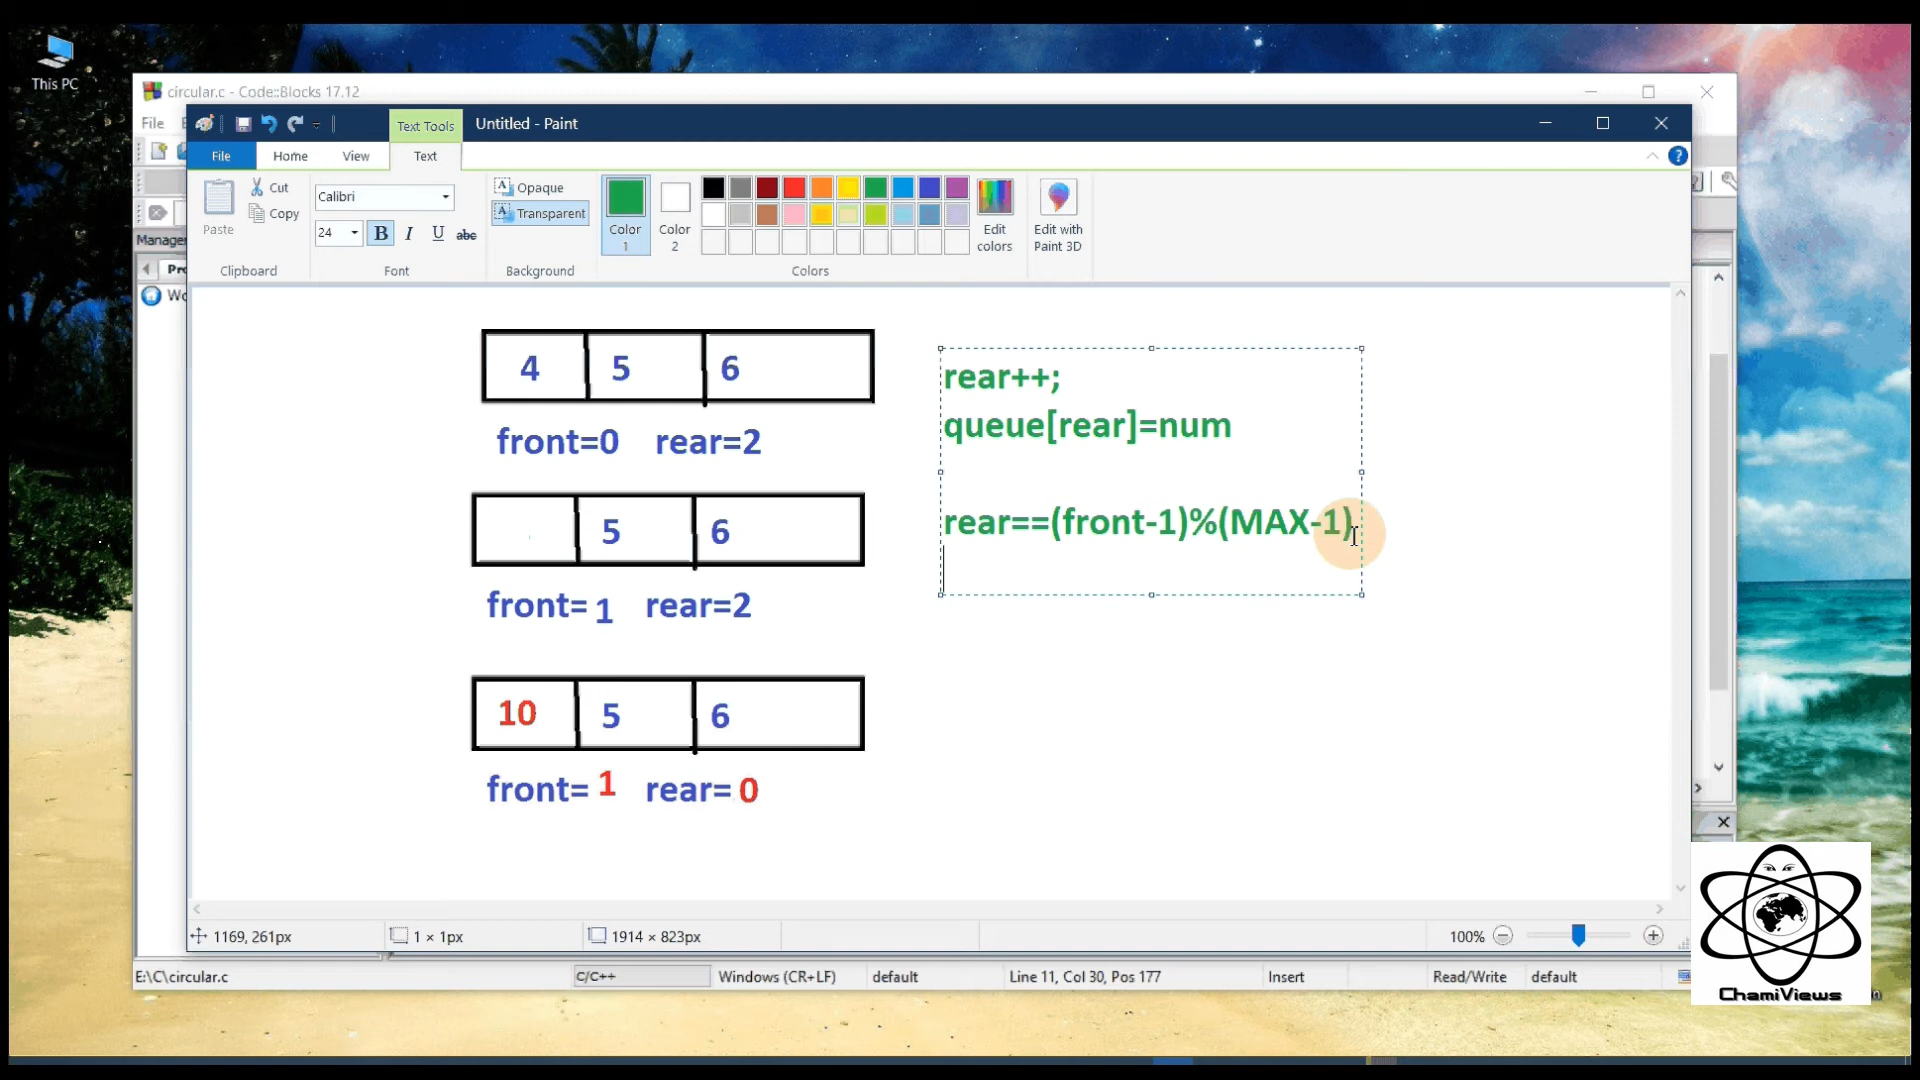 This PC
circular.c - Code::Blocks 17.12
File
Text Tools
Untitled - Paint
File
Home
View
Text
Paste
Cut
Copy
Clipboard
Calibri
24
B I U abc
Font
Opaque
Transparent
Background
Color 1
Color 2
Edit colors
Edit with Paint 3D
Colors
Manager
4 5 6
front=0 rear=2
5 6
front= 1 rear=2
10 5 6
front= 1 rear= 0
rear++;
queue[rear]=num
rear==(front-1)%(MAX-1)
1169, 261px
1 × 1px
1914 × 823px
100%
E:\C\circular.c
C/C++
Windows (CR+LF)
default
Line 11, Col 30, Pos 177
Insert
Read/Write
default
ChamiViews